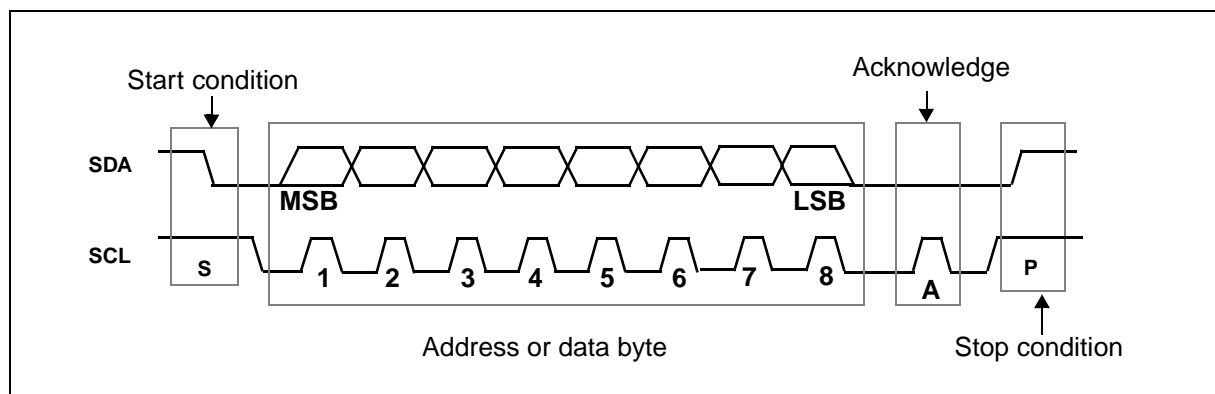 Start condition
Acknowledge
SDA
MSB LSB
SCL
S 1 2 3 4 5 6 7 8 A P
Address or data byte
Stop condition